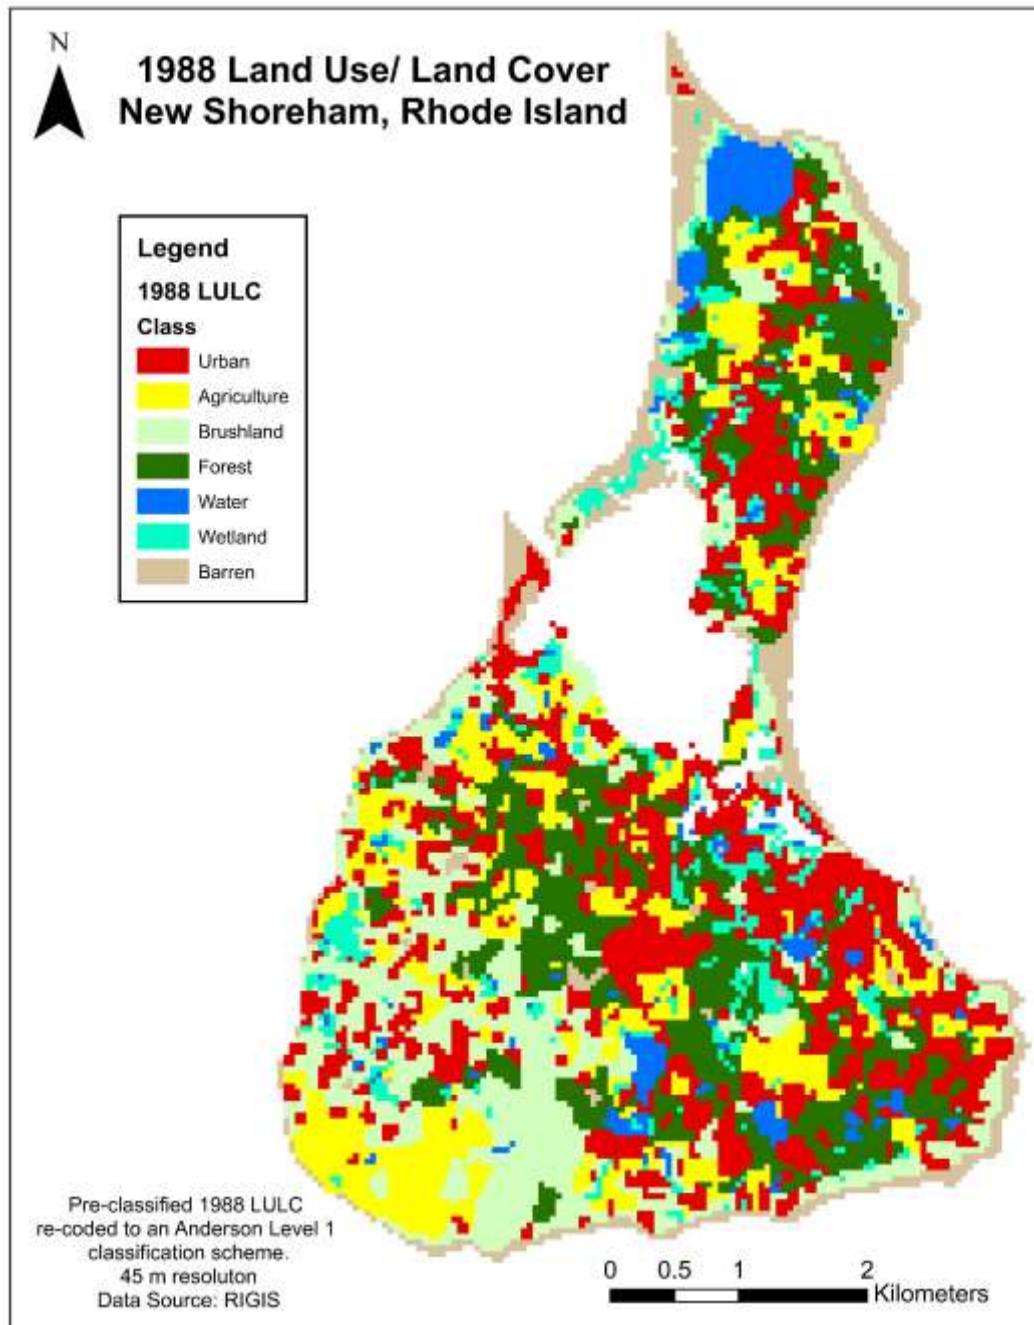 N
1988 Land Use/ Land Cover
New Shoreham, Rhode Island
Legend
1988 LULC
Class
Urban
Agriculture
Brushland
Forest
Water
Wetland
Barren
Pre-classified 1988 LULC
re-coded to an Anderson Level 1
classification scheme.
45 m resoluton
Data Source: RIGIS
0 0.5 1 2
Kilometers